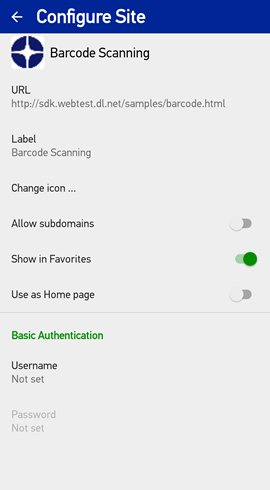 Configure Site
Barcode Scanning
URL
http://sdk.webtest.dl.net/samples/barcode.html
Label
Barcode Scanning
Change icon ...
Allow subdomains
Show in Favorites
Use as Home page
Basic Authentication
Username
Not set
Password
Not set